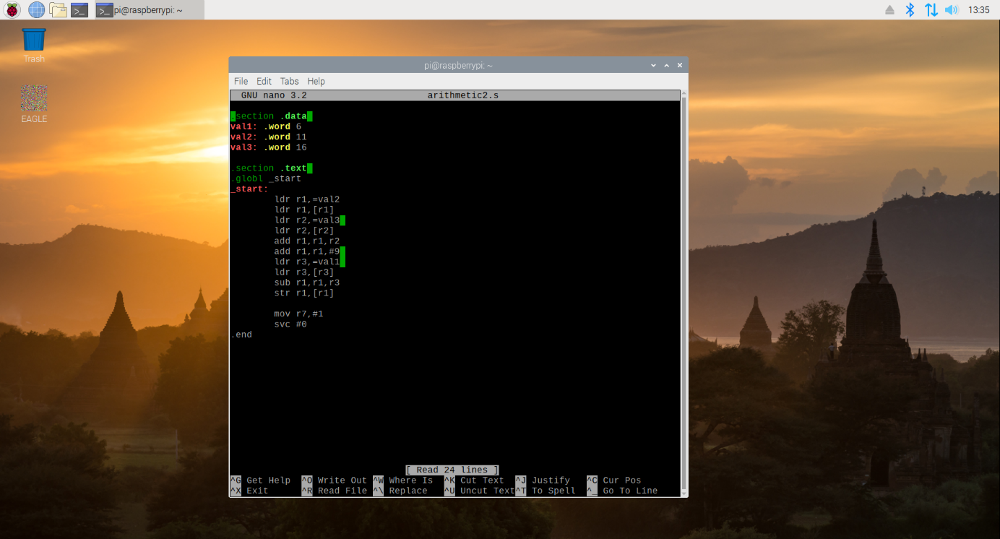 pi@raspberrypi: ~
13:35
Trash
EAGLE
pi@raspberrypi: ~
File Edit Tabs Help
GNU nano 3.2 arithmetic2.s
.section .data
val1: .word 6
val2: .word 11
val3: .word 16
.section .text
.globl _start
_start:
ldr r1,=val2
ldr r1,[r1]
ldr r2,=val3
ldr r2,[r2]
add r1,r1,r2
add r1,r1,#9
ldr r3,=val1
ldr r3,[r3]
sub r1,r1,r3
str r1,[r1]
mov r7,#1
svc #0
.end
[ Read 24 lines ]
^G Get Help ^O Write Out ^W Where Is ^K Cut Text ^J Justify ^C Cur Pos
^X Exit ^R Read File ^\ Replace ^U Uncut Text ^T To Spell ^_ Go To Line